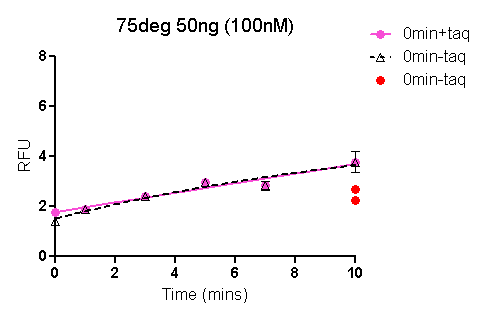 75deg 50ng (100nM)
0min+taq
0min-taq
0min-taq
8
6
4
2
0
RFU
0 2 4 6 8 10
Time (mins)